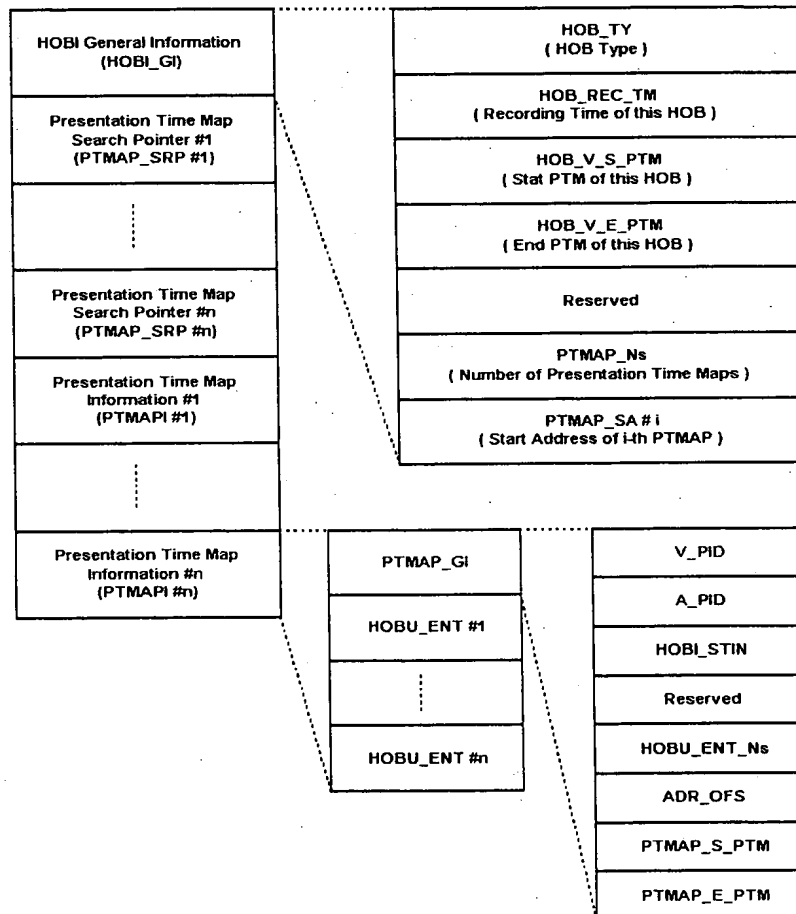 HOBI General Information
(HOBI_GI)
Presentation Time Map
Search Pointer #1
(PTMAP_SRP #1)
Presentation Time Map
Search Pointer #n
(PTMAP_SRP #n)
Presentation Time Map
Information #1
(PTMAPI #1)
Presentation Time Map
Information #n
(PTMAPI #n)
HOB_TY
( HOB Type )
HOB_REC_TM
( Recording Time of this HOB )
HOB_V_S_PTM
( Stat PTM of this HOB )
HOB_V_E_PTM
( End PTM of this HOB )
Reserved
PTMAP_Ns
( Number of Presentation Time Maps )
PTMAP_SA # i
( Start Address of i-th PTMAP )
PTMAP_GI
HOBU_ENT #1
HOBU_ENT #n
V_PID
A_PID
HOBI_STIN
Reserved
HOBU_ENT_Ns
ADR_OFS
PTMAP_S_PTM
PTMAP_E_PTM